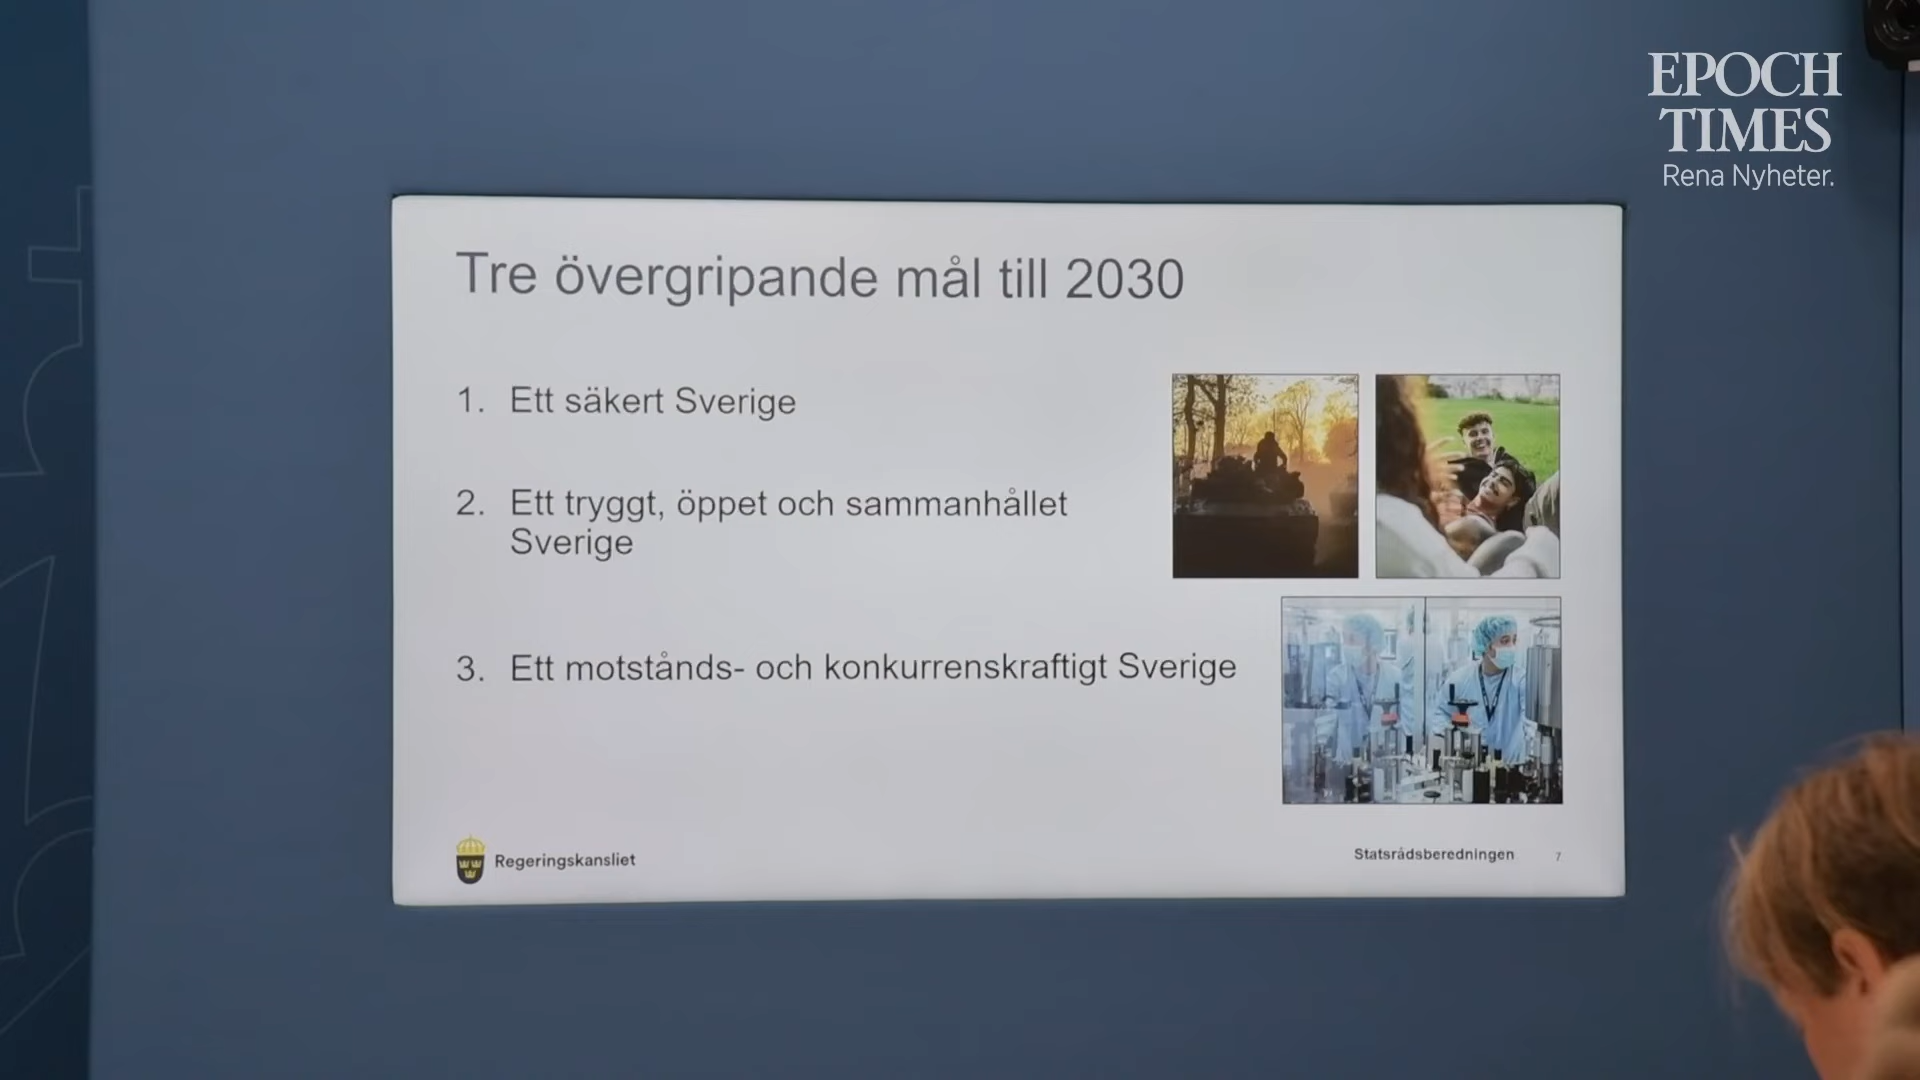 EPOCH
TIMES
Rena Nyheter.
Tre övergripande mål till 2030
1. Ett säkert Sverige
2. Ett tryggt, öppet och sammanhållet
Sverige
3. Ett motstånds- och konkurrenskraftigt Sverige
Regeringskansliet
Statsrådsberedningen 7